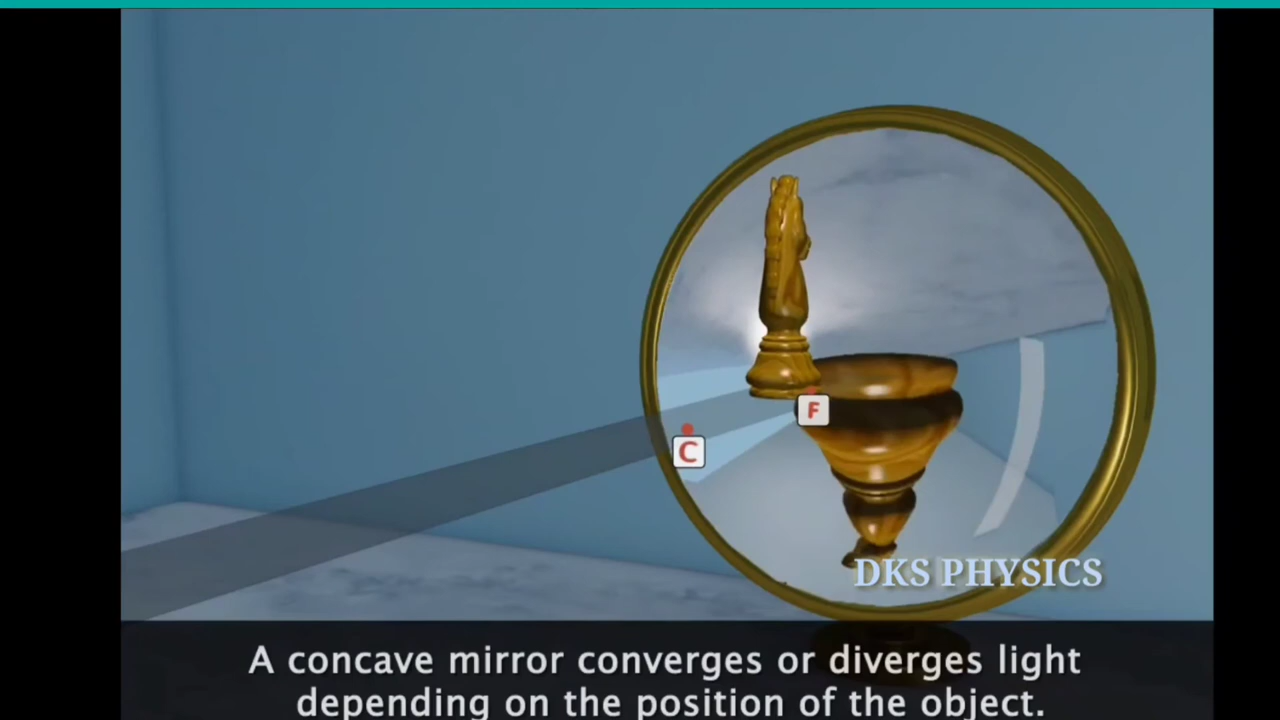 F
C
DKS PHYSICS
A concave mirror converges or diverges light
depending on the position of the object.